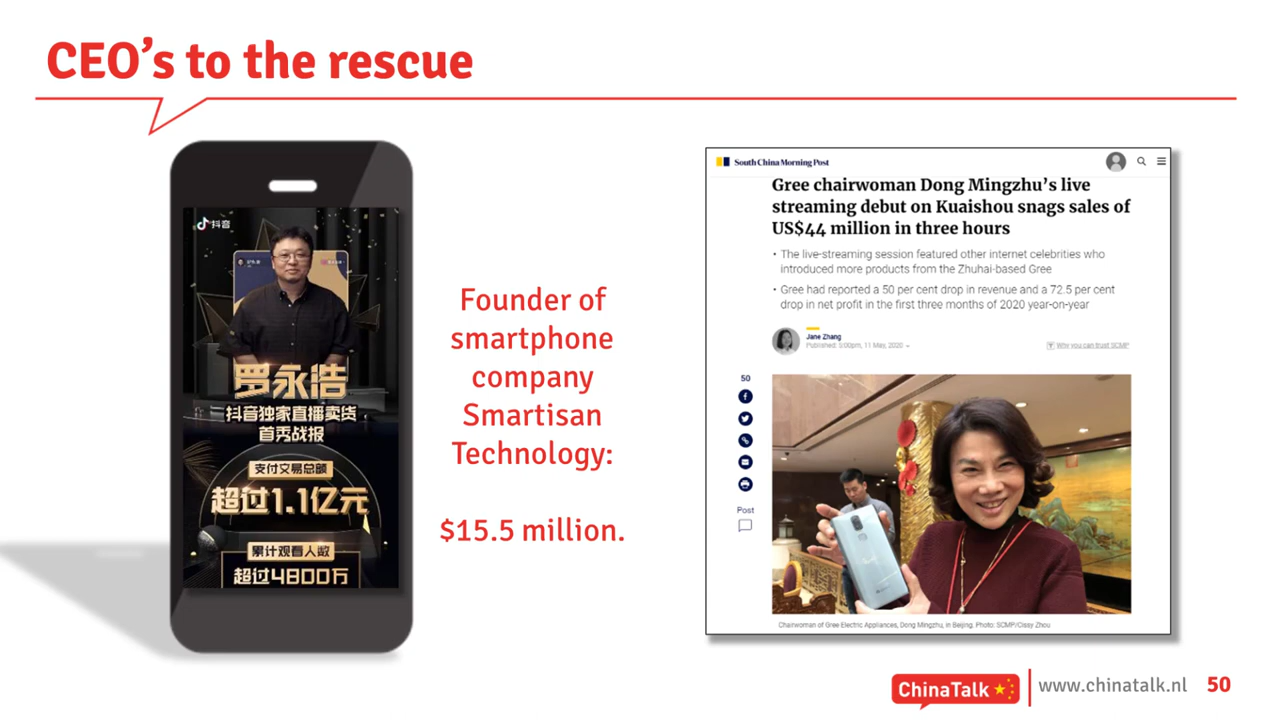 CEO's to the rescue
抖音
罗永浩
抖音独家直播卖货
首秀战报
支付交易总额
超过1.1亿元
累计观看人数
超过4800万
Founder of
smartphone
company
Smartisan
Technology:
$15.5 million.
South China Morning Post
Gree chairwoman Dong Mingzhu's live
streaming debut on Kuaishou snags sales of
US$44 million in three hours
• The live-streaming session featured other internet celebrities who
introduced more products from the Zhuhai-based Gree
• Gree had reported a 50 per cent drop in revenue and a 72.5 per cent
drop in net profit in the first three months of 2020 year-on-year
Jane Zhang
Published: 5:00pm, 11 May, 2020
Why you can trust SCMP
50
Post
Chairwoman of Gree Electric Appliances, Dong Mingzhu, in Beijing. Photo: SCMP/Cissy Zhou
ChinaTalk
www.chinatalk.nl
50